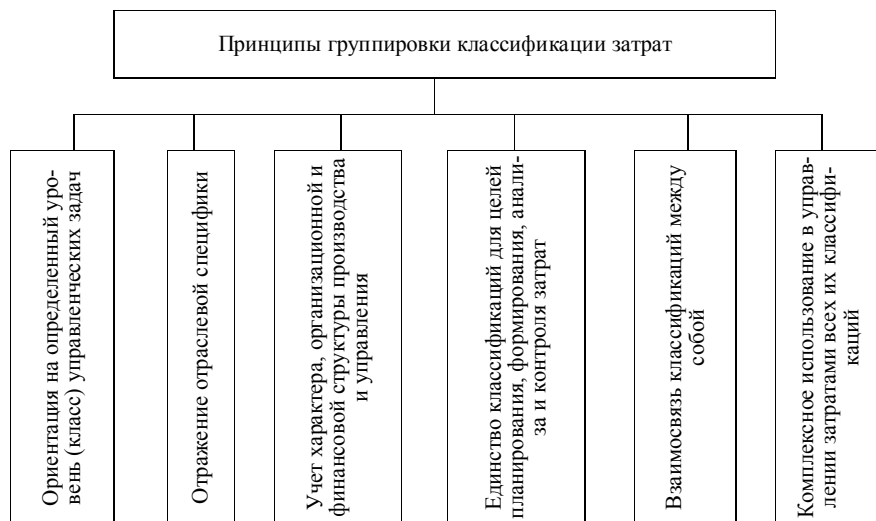 Принципы группировки классификации затрат
Ориентация на определенный уро-
вень (класс) управленческих задач
Отражение отраслевой специфики
Учет характера, организационной и
финансовой структуры производства
и управления
Единство классификаций для целей
планирования, формирования, анали-
за и контроля затрат
Взаимосвязь классификаций между
собой
Комплексное использование в управ-
лении затратами всех их классифи-
каций